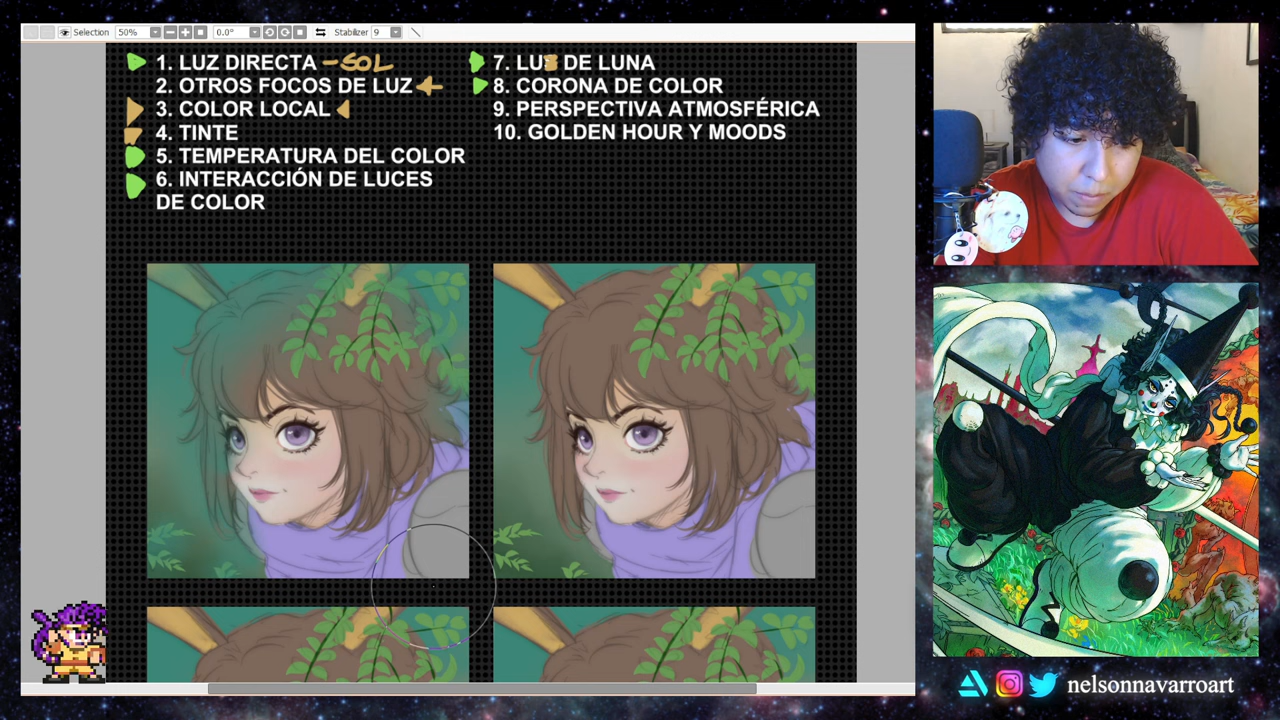 Selection 50% 0.0° Stabilizer 9
1. LUZ DIRECTA - SOL
2. OTROS FOCOS DE LUZ
3. COLOR LOCAL
4. TINTE
5. TEMPERATURA DEL COLOR
6. INTERACCIÓN DE LUCES
DE COLOR
7. LUS DE LUNA
8. CORONA DE COLOR
9. PERSPECTIVA ATMOSFÉRICA
10. GOLDEN HOUR Y MOODS
nelsonnavarroart